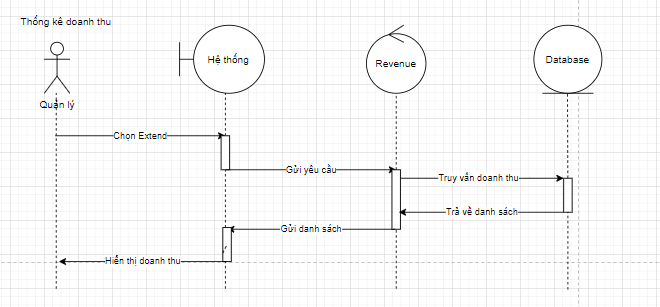 Thống kê doanh thu
Hệ thống
Revenue
Database
Quản lý
Chọn Extend
Gửi yêu cầu
Truy vấn doanh thu
Trả về danh sách
Gửi danh sách
Hiển thị doanh thu